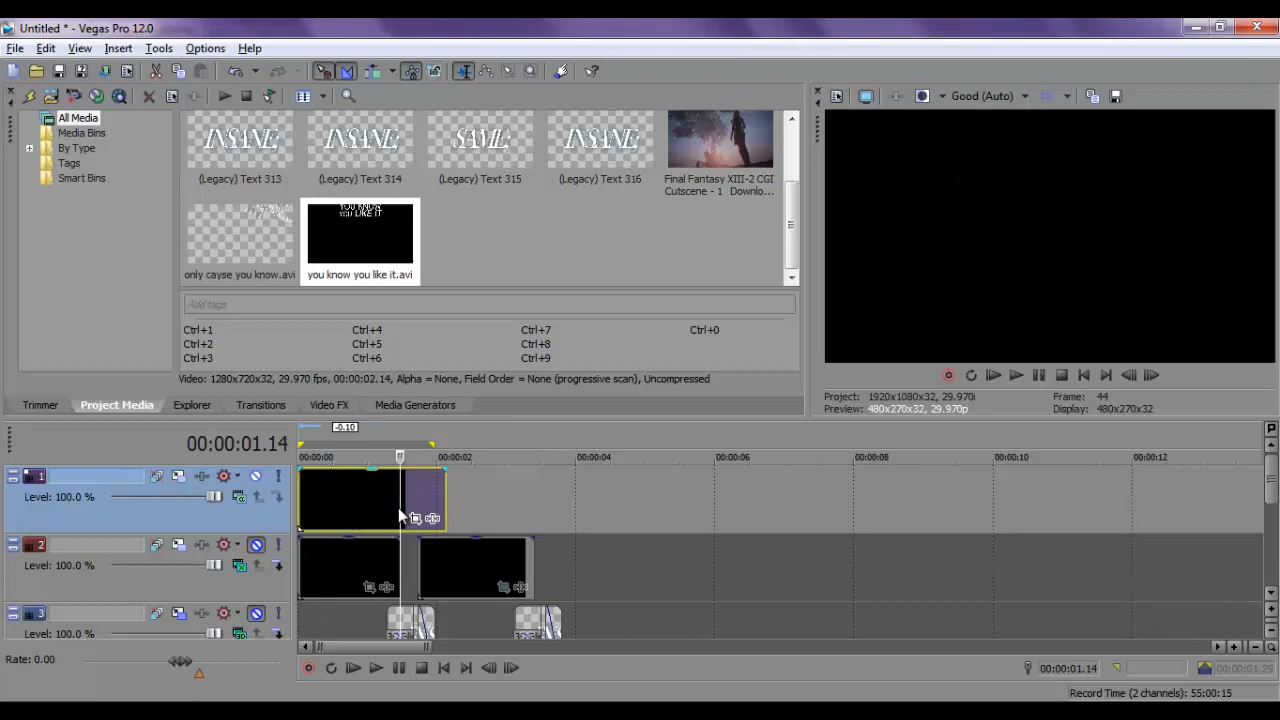 Untitled * - Vegas Pro 12.0
File Edit View Insert Tools Options Help
Good (Auto)
All Media
Media Bins
By Type
Tags
Smart Bins
INSANE; INSANE; SAME; INSANE;
(Legacy) Text 313 (Legacy) Text 314 (Legacy) Text 315 (Legacy) Text 316 Final Fantasy XIII-2 CGI
Cutscene - 1 Downlo...
YOU KNOW
YOU LIKE IT
only cayse you know.avi you know you like it.avi
Add tags
Ctrl+1 Ctrl+4 Ctrl+7 Ctrl+0
Ctrl+2 Ctrl+5 Ctrl+8
Ctrl+3 Ctrl+6 Ctrl+9
Video: 1280x720x32, 29.970 fps, 00:00:02.14, Alpha = None, Field Order = None (progressive scan), Uncompressed
Trimmer Project Media Explorer Transitions Video FX Media Generators
Project: 1920x1080x32, 29.970i Frame: 44
Preview: 480x270x32, 29.970p Display: 480x270x32
-0.10
00:00:01.14
00:00:00 00:00:02 00:00:04 00:00:06 00:00:08 00:00:10 00:00:12
1
Level: 100.0 %
2
Level: 100.0 %
3
Level: 100.0 %
Rate: 0.00
00:00:01.14 00:00:01.29
Record Time (2 channels): 55:00:15